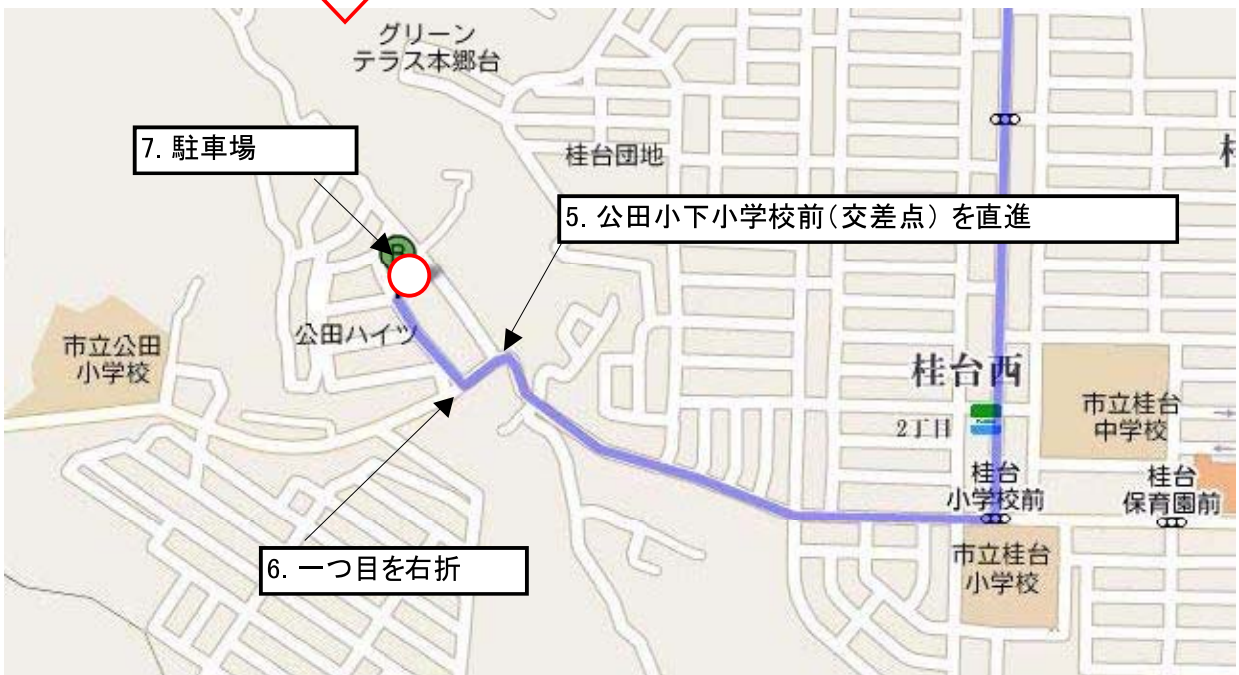 グリーン
テラス本郷台
7. 駐車場
桂台団地
5. 公田小下小学校前(交差点) を直進
市立公田
小学校
公田ハイツ
桂台西
2丁目
市立桂台
中学校
桂台
小学校前
桂台
保育園前
6. 一つ目を右折
市立桂台
小学校